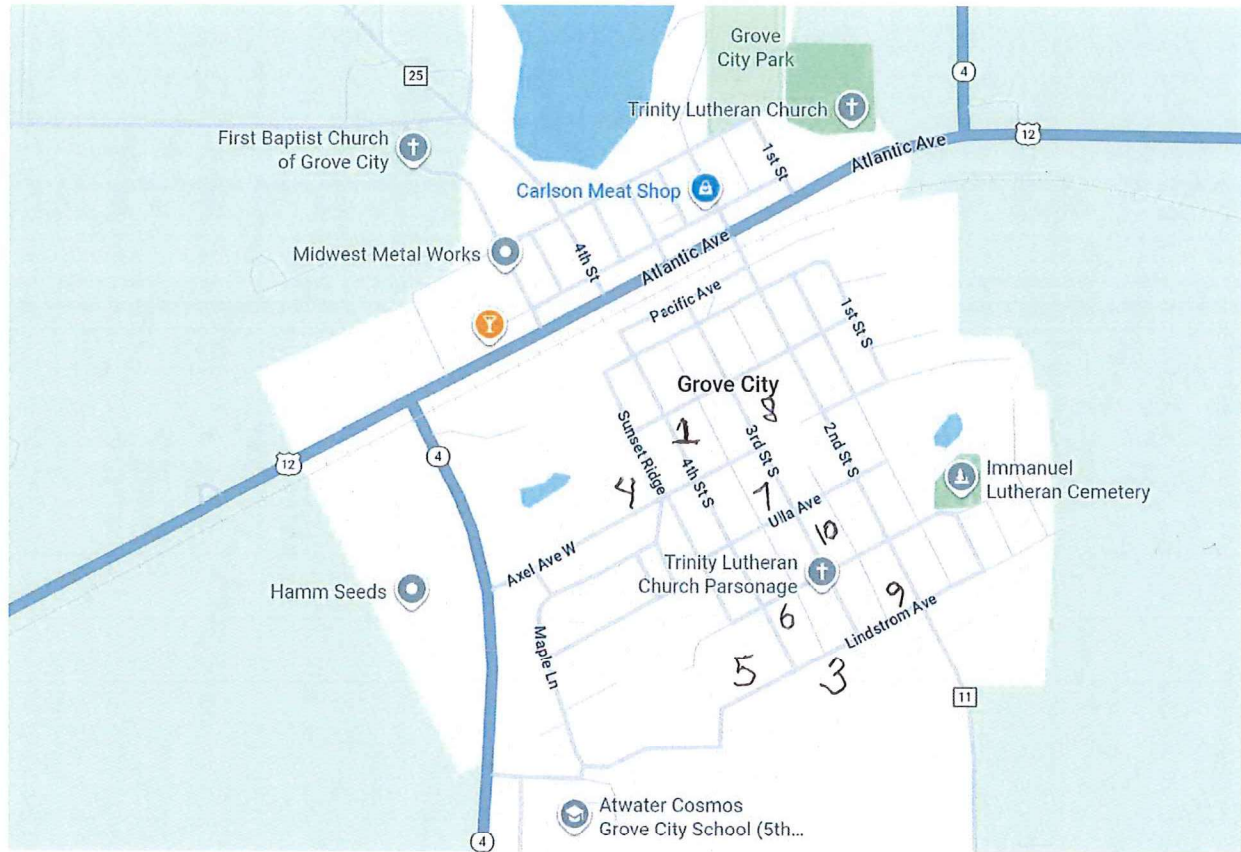 Grove
City Park
25
4
Trinity Lutheran Church
12
First Baptist Church
of Grove City
Atlantic Ave
1st St
Carlson Meat Shop
Midwest Metal Works
4th St
Atlantic Ave
Pacific Ave
1st St S
Grove City
8
Sunset Ridge
1
3rd St S
2nd St S
12
4
4th St S
Immanuel
Lutheran Cemetery
4
7
Ulla Ave
10
Axel Ave W
Trinity Lutheran
Church Parsonage
Hamm Seeds
9
6
Lindstrom Ave
Maple Ln
5
3
11
Atwater Cosmos
Grove City School (5th...
4